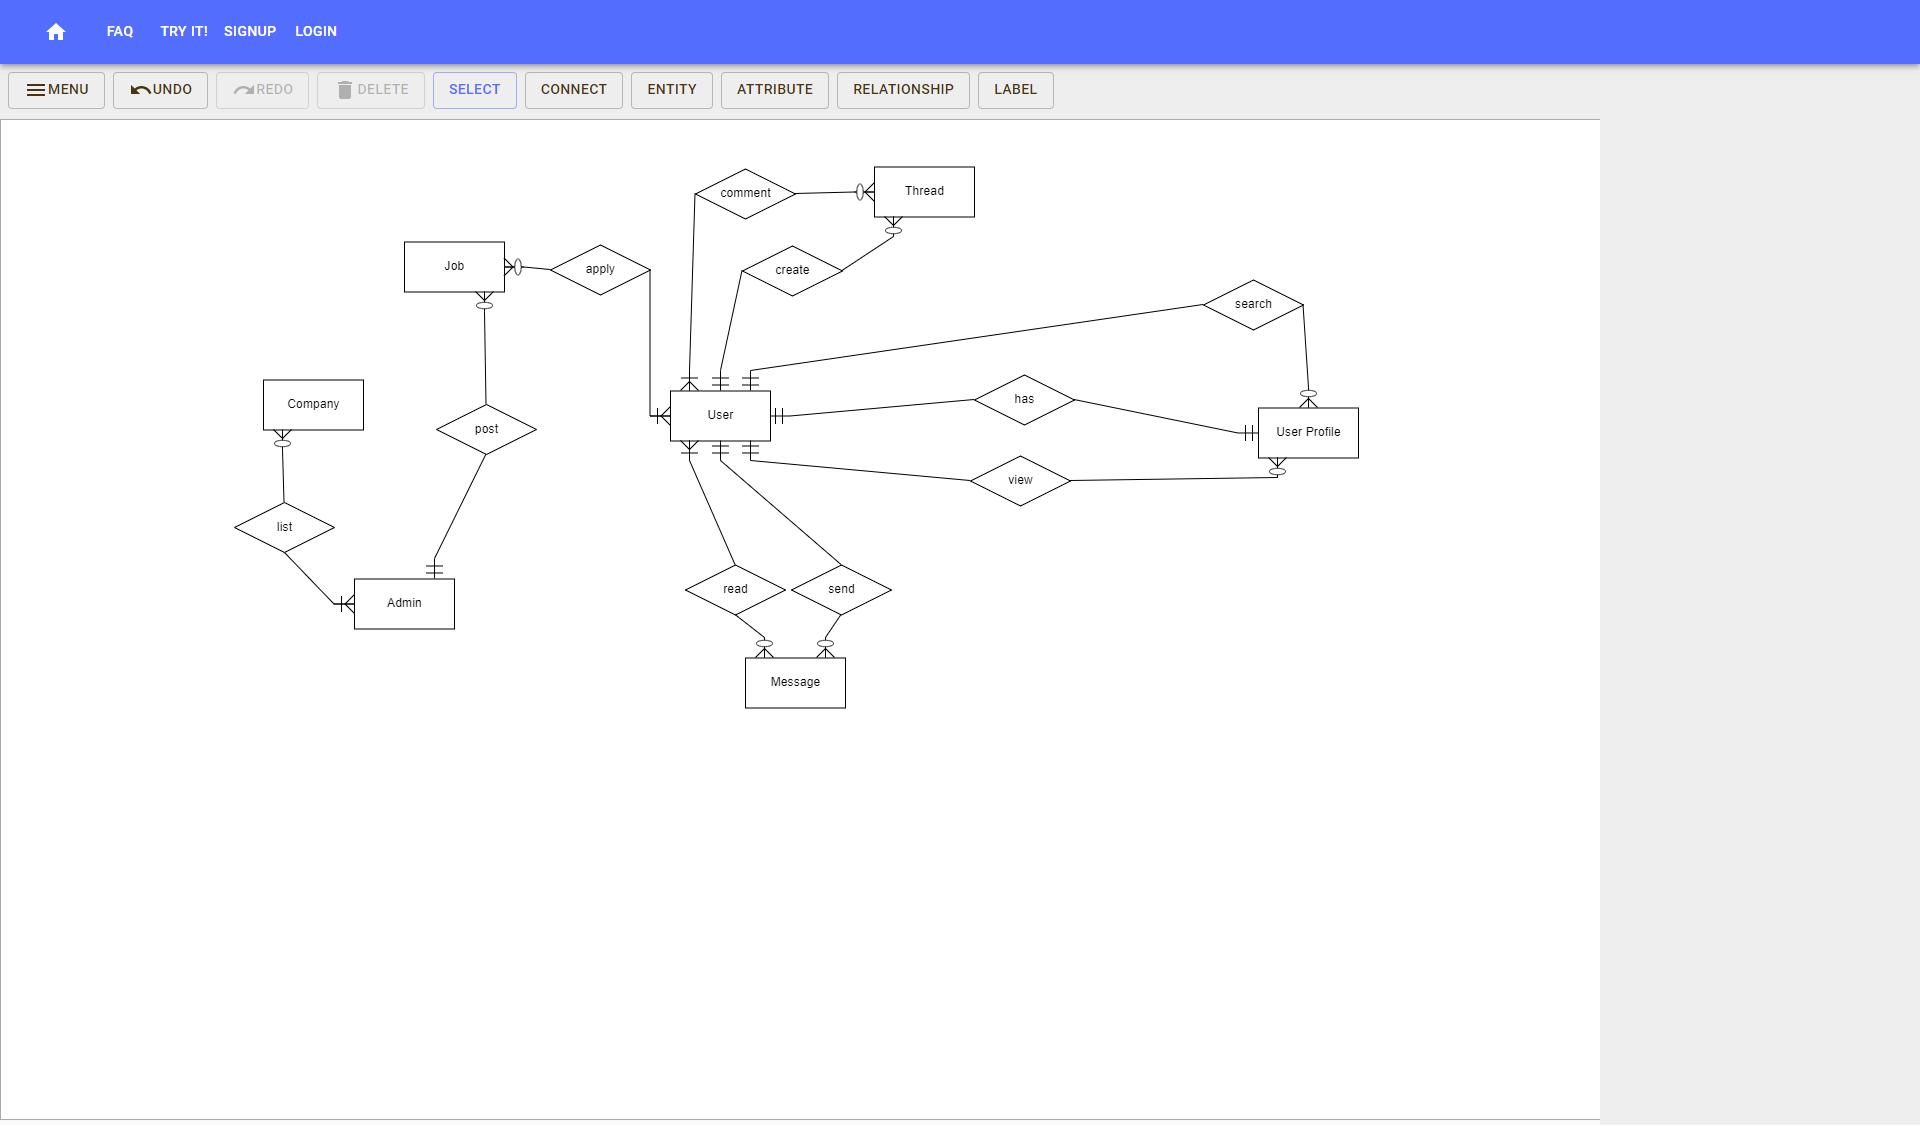 FAQ TRY IT! SIGNUP LOGIN
MENU UNDO REDO DELETE SELECT CONNECT ENTITY ATTRIBUTE RELATIONSHIP LABEL
comment
Thread
Job
apply
create
search
Company
post
User
has
User Profile
view
list
Admin
read
send
Message